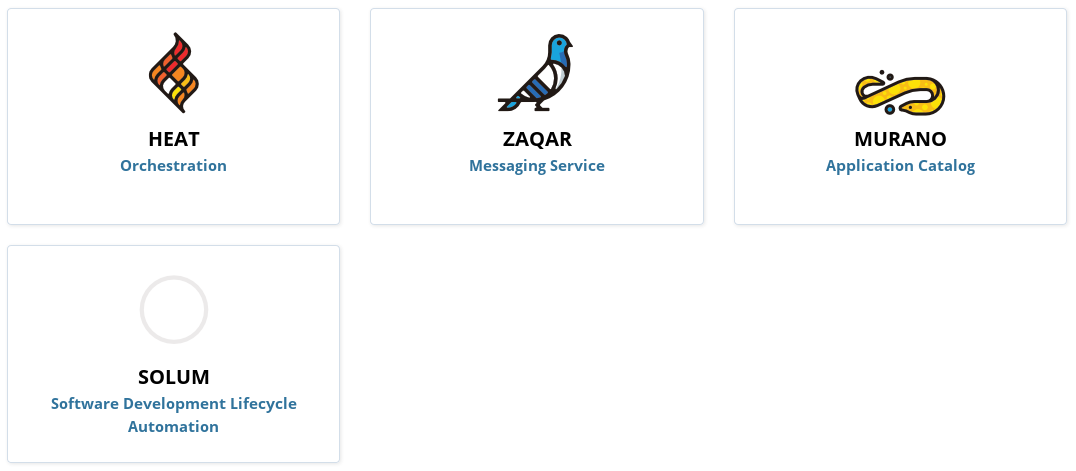 HEAT
Orchestration
ZAQAR
Messaging Service
MURANO
Application Catalog
SOLUM
Software Development Lifecycle
Automation